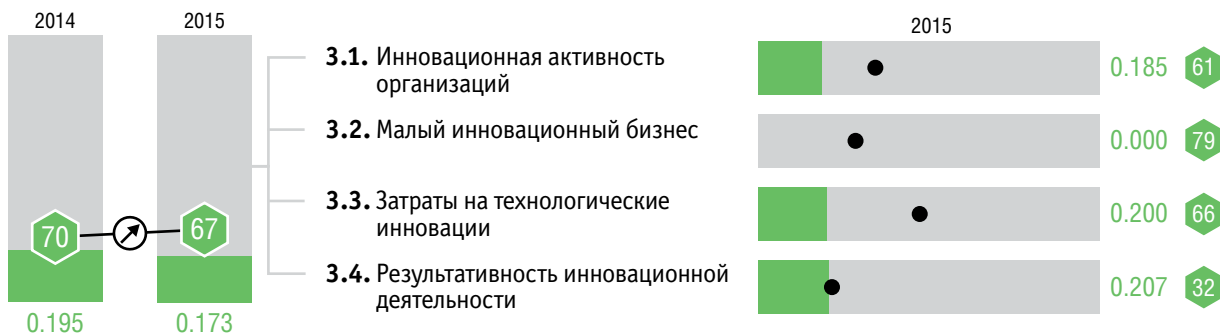 2014
2015
70
67
0.195
0.173
3.1. Инновационная активность
организаций
3.2. Малый инновационный бизнес
3.3. Затраты на технологические
инновации
3.4. Результативность инновационной
деятельности
2015
0.185 61
0.000 79
0.200 66
0.207 32